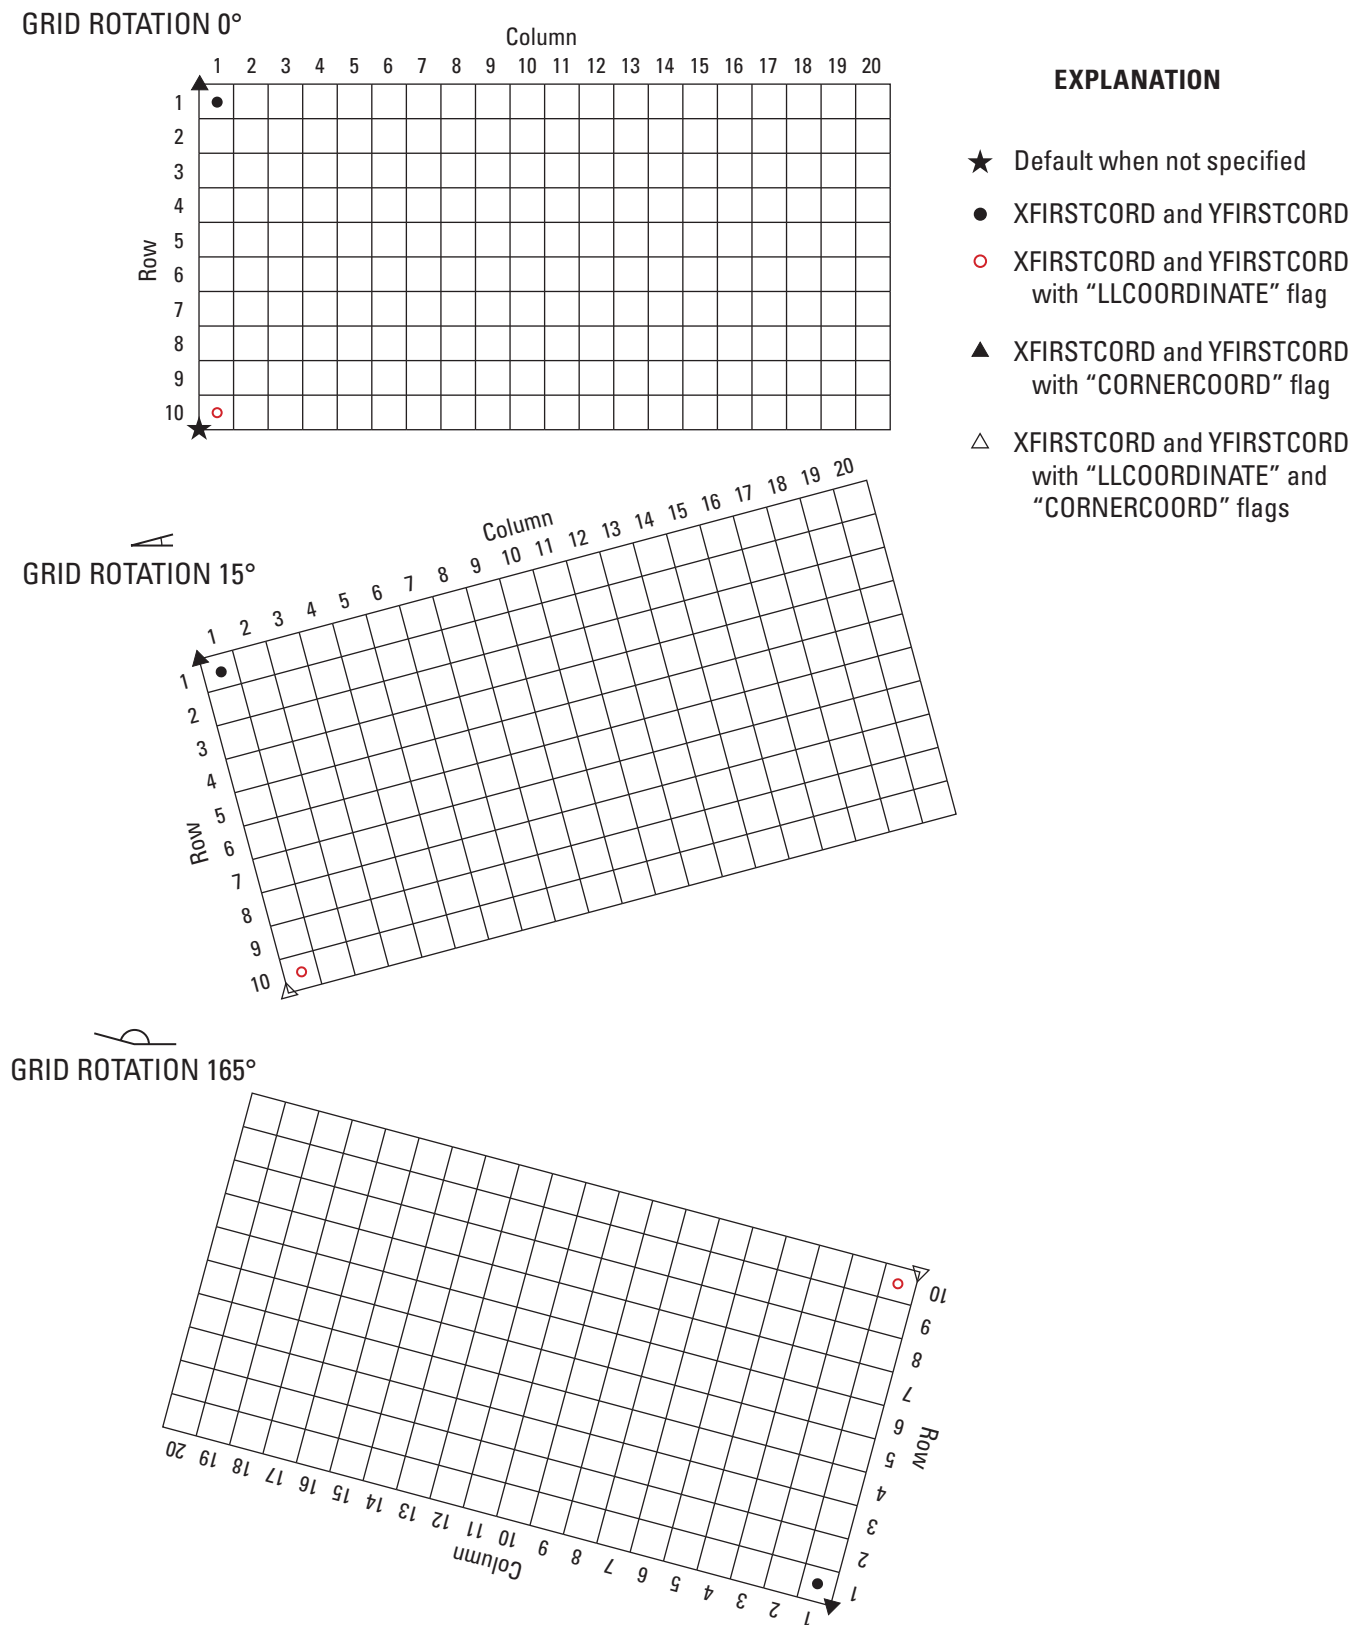 GRID ROTATION 0°
Column
1 2 3 4 5 6 7 8 9 10 11 12 13 14 15 16 17 18 19 20
Row
1
2
3
4
5
6
7
8
9
10
EXPLANATION
Default when not specified
XFIRSTCORD and YFIRSTCORD
XFIRSTCORD and YFIRSTCORD
with “LLCOORDINATE” flag
XFIRSTCORD and YFIRSTCORD
with “CORNERCOORD” flag
XFIRSTCORD and YFIRSTCORD
with “LLCOORDINATE” and
“CORNERCOORD” flags
GRID ROTATION 15°
Column
1 2 3 4 5 6 7 8 9 10 11 12 13 14 15 16 17 18 19 20
Row
1
2
3
4
5
6
7
8
9
10
GRID ROTATION 165°
10
9
8
7
6
5
4
3
2
1
Row
20 19 18 17 16 15 14 13 12 11 10 9 8 7 6 5 4 3 2 1
Column